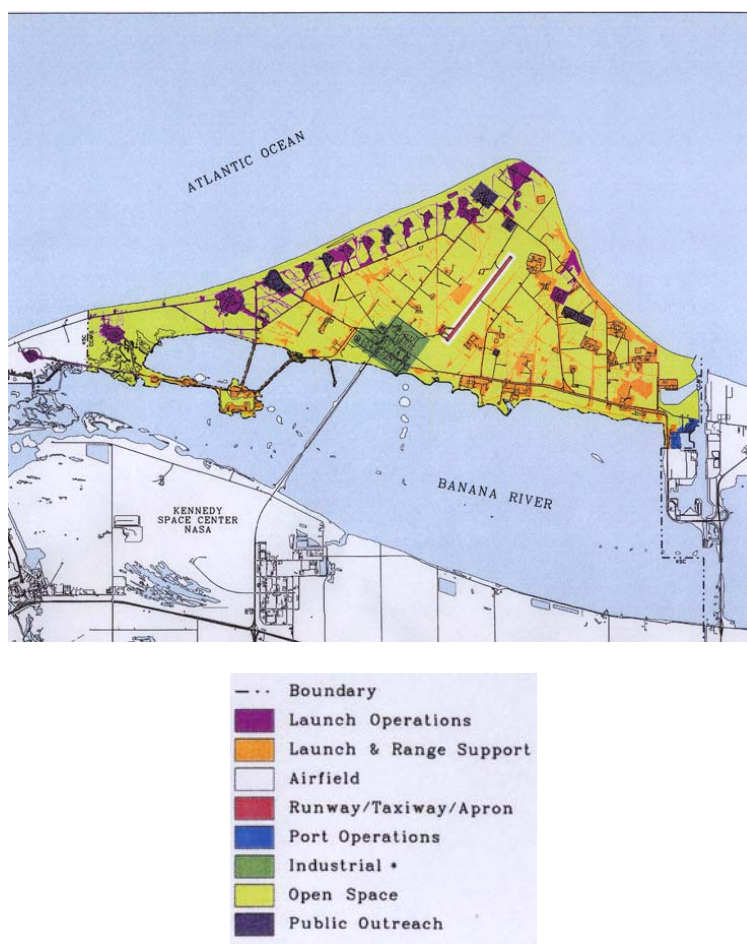 ATLANTIC OCEAN
BANANA RIVER
KENNEDY
SPACE CENTER
NASA
KSC
Boundary
Launch Operations
Launch & Range Support
Airfield
Runway/Taxiway/Apron
Port Operations
Industrial *
Open Space
Public Outreach